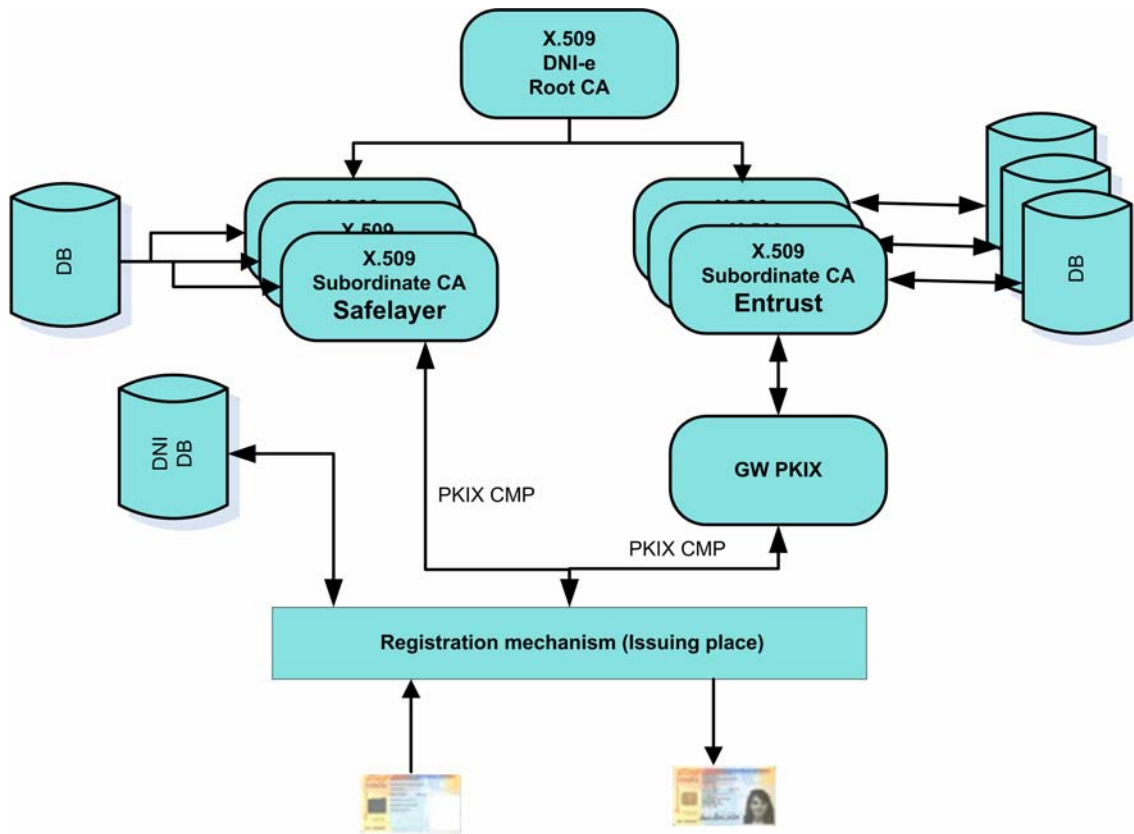 X.509
DNI-e
Root CA
DB
X.509
X.509
Subordinate CA
Safelayer
X.509
Subordinate CA
Entrust
DB
DNI
DB
GW PKIX
PKIX CMP
PKIX CMP
Registration mechanism (Issuing place)